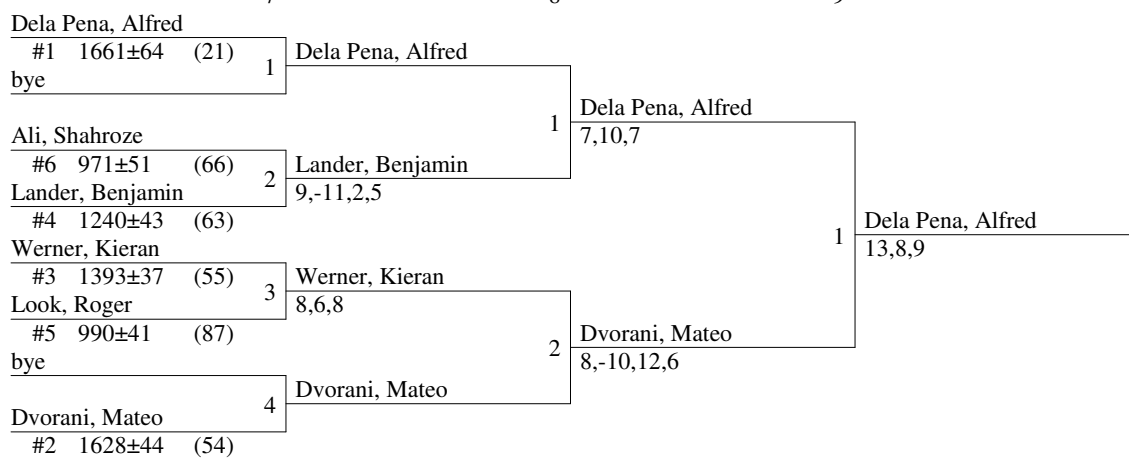 Dela Pena, Alfred
#1 1661±64 (21)
bye
1
Dela Pena, Alfred
Ali, Shahroze
#6 971±51 (66)
Lander, Benjamin
#4 1240±43 (63)
2
Lander, Benjamin
9,-11,2,5
Werner, Kieran
#3 1393±37 (55)
Look, Roger
#5 990±41 (87)
3
Werner, Kieran
8,6,8
bye
Dvorani, Mateo
#2 1628±44 (54)
4
Dvorani, Mateo
1
Dela Pena, Alfred
7,10,7
2
Dvorani, Mateo
8,-10,12,6
1
Dela Pena, Alfred
13,8,9